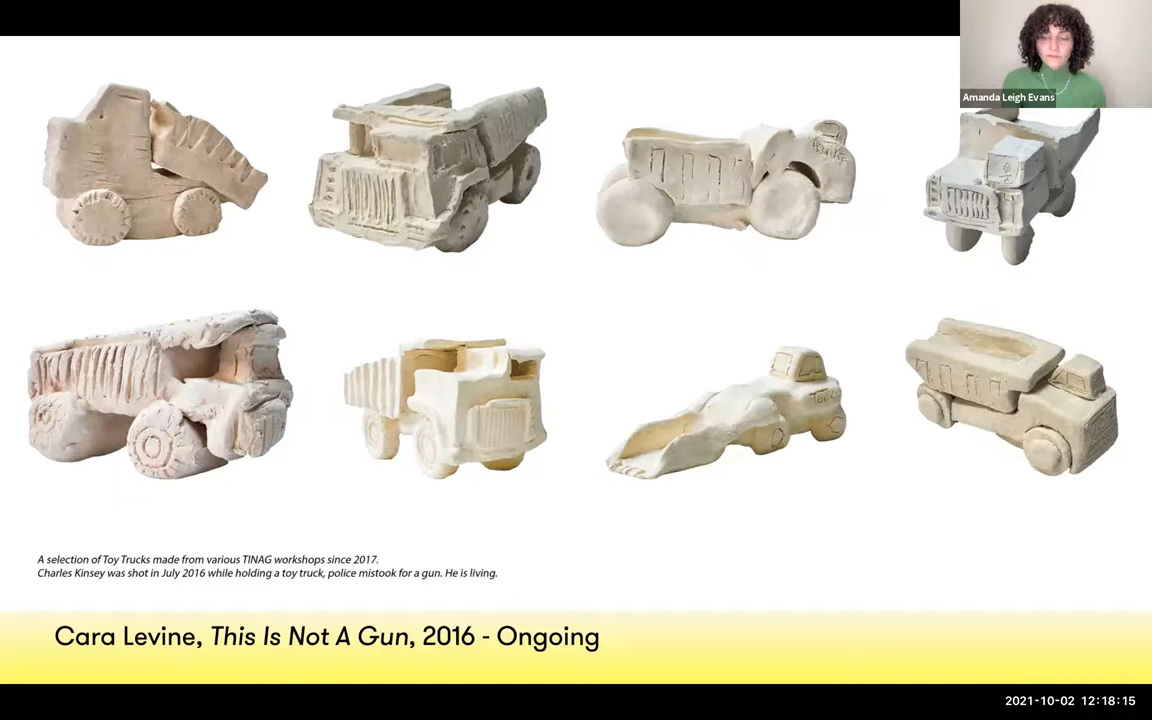 Amanda Leigh Evans
A selection of Toy Trucks made from various TINAG workshops since 2017.
Charles Kinsey was shot in July 2016 while holding a toy truck, police mistook for a gun. He is living.
Cara Levine, This Is Not A Gun, 2016 - Ongoing
2021-10-02 12:18:15